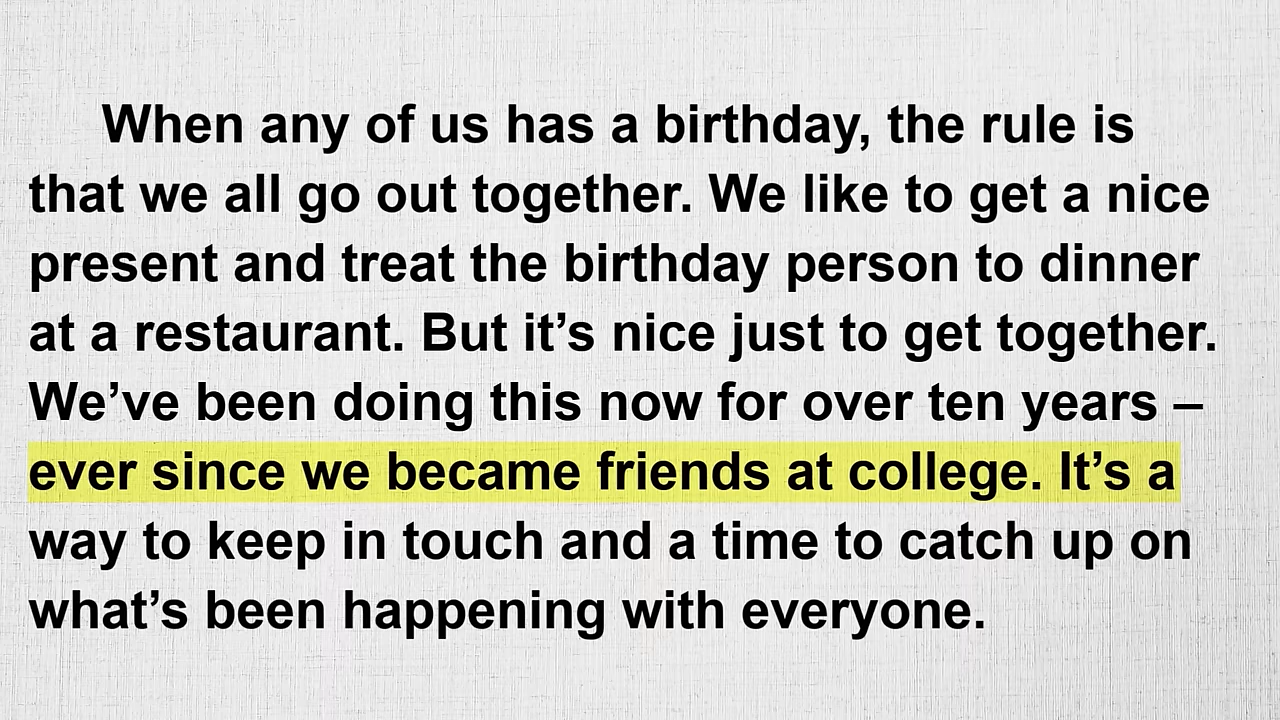 When any of us has a birthday, the rule is
that we all go out together. We like to get a nice
present and treat the birthday person to dinner
at a restaurant. But it’s nice just to get together.
We’ve been doing this now for over ten years –
ever since we became friends at college. It’s a
way to keep in touch and a time to catch up on
what’s been happening with everyone.